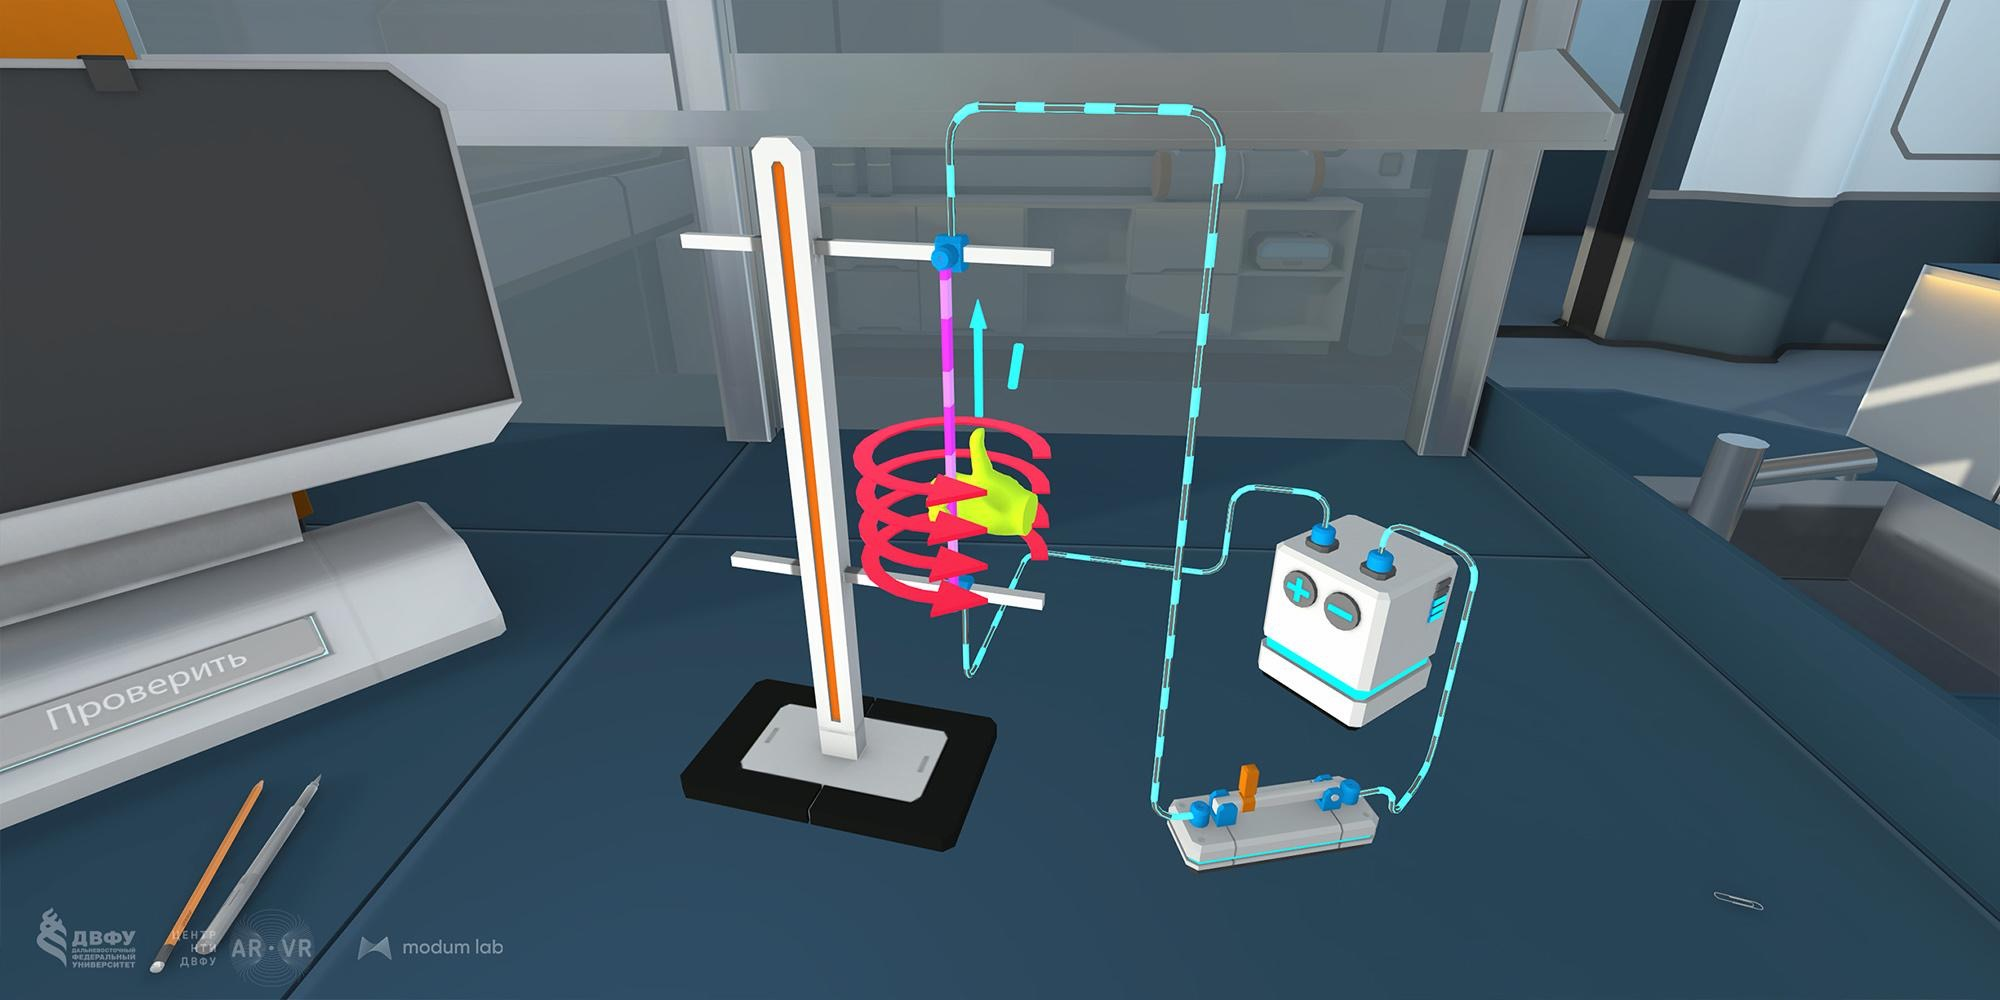 I
+
−
Проверить
ДВФУ
ДАЛЬНЕВОСТОЧНЫЙ
ФЕДЕРАЛЬНЫЙ
УНИВЕРСИТЕТ
ЦЕНТР
НТИ
ДВФУ
AR·VR
modum lab